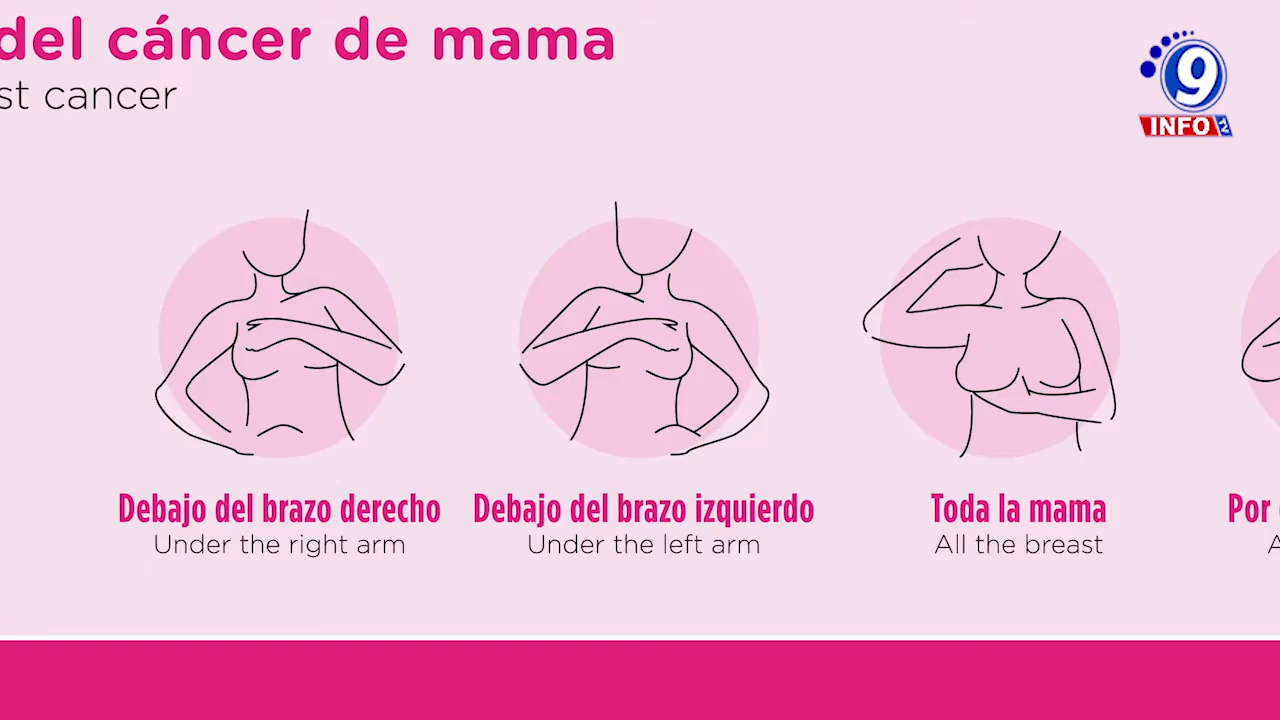 del cáncer de mama
st cancer
9
INFO TV
Debajo del brazo derecho
Under the right arm
Debajo del brazo izquierdo
Under the left arm
Toda la mama
All the breast
Por
A